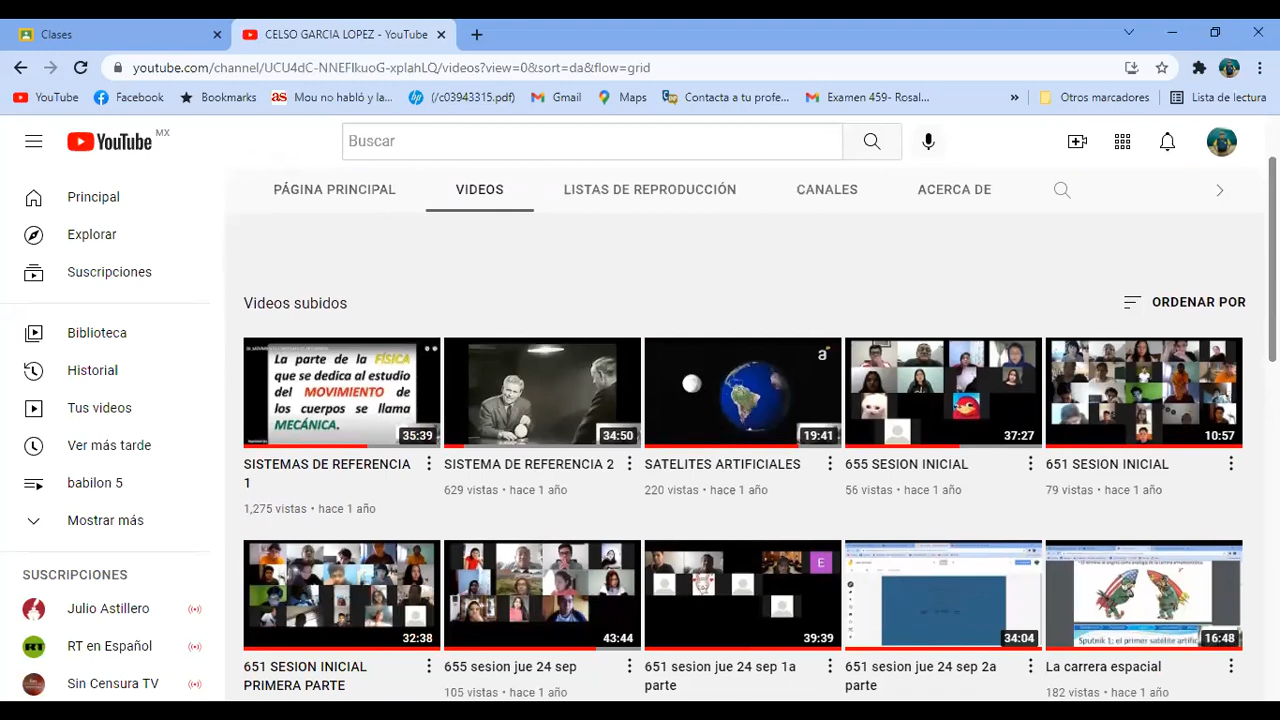 Clases
CELSO GARCIA LOPEZ - YouTube
youtube.com/channel/UCU4dC-NNEFIkuoG-xplahLQ/videos?view=0&sort=da&flow=grid
YouTube
Facebook
Bookmarks
Mou no habló y la...
(/c03943315.pdf)
Gmail
Maps
Contacta a tu profe...
Examen 459- Rosal...
»
Otros marcadores
Lista de lectura
YouTube MX
Buscar
PÁGINA PRINCIPAL
VIDEOS
LISTAS DE REPRODUCCIÓN
CANALES
ACERCA DE
Principal
Explorar
Suscripciones
Biblioteca
Historial
Tus videos
Ver más tarde
babilon 5
Mostrar más
SUSCRIPCIONES
Julio Astillero
RT en Español
Sin Censura TV
Videos subidos
ORDENAR POR
La parte de la FÍSICA
que se dedica al estudio
del MOVIMIENTO de
los cuerpos se llama
MECÁNICA.
35:39
SISTEMAS DE REFERENCIA
1
1,275 vistas • hace 1 año
34:50
SISTEMA DE REFERENCIA 2
629 vistas • hace 1 año
a
19:41
SATELITES ARTIFICIALES
220 vistas • hace 1 año
37:27
655 SESION INICIAL
56 vistas • hace 1 año
10:57
651 SESION INICIAL
79 vistas • hace 1 año
32:38
651 SESION INICIAL
PRIMERA PARTE
43:44
655 sesion jue 24 sep
105 vistas • hace 1 año
E
39:39
651 sesion jue 24 sep 1a
parte
34:04
651 sesion jue 24 sep 2a
parte
Sputnik 1: el primer satélite artific
16:48
La carrera espacial
182 vistas • hace 1 año